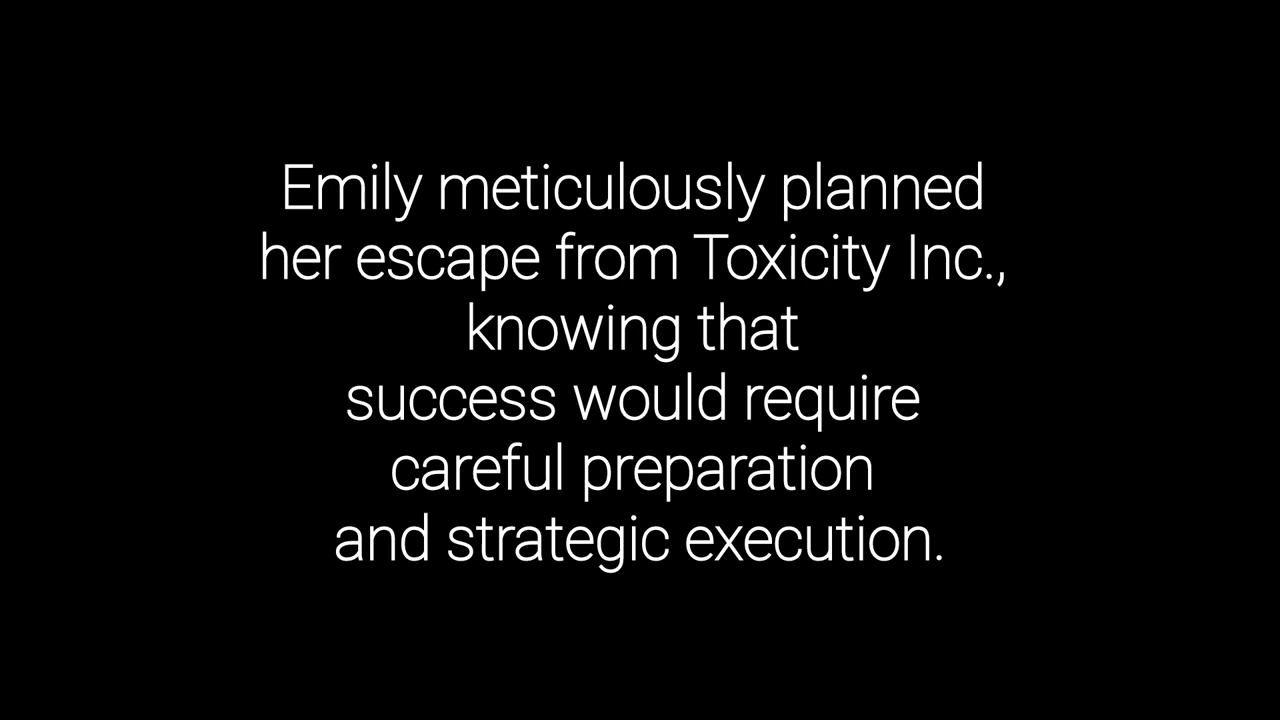 Emily meticulously planned
her escape from Toxicity Inc.,
knowing that
success would require
careful preparation
and strategic execution.